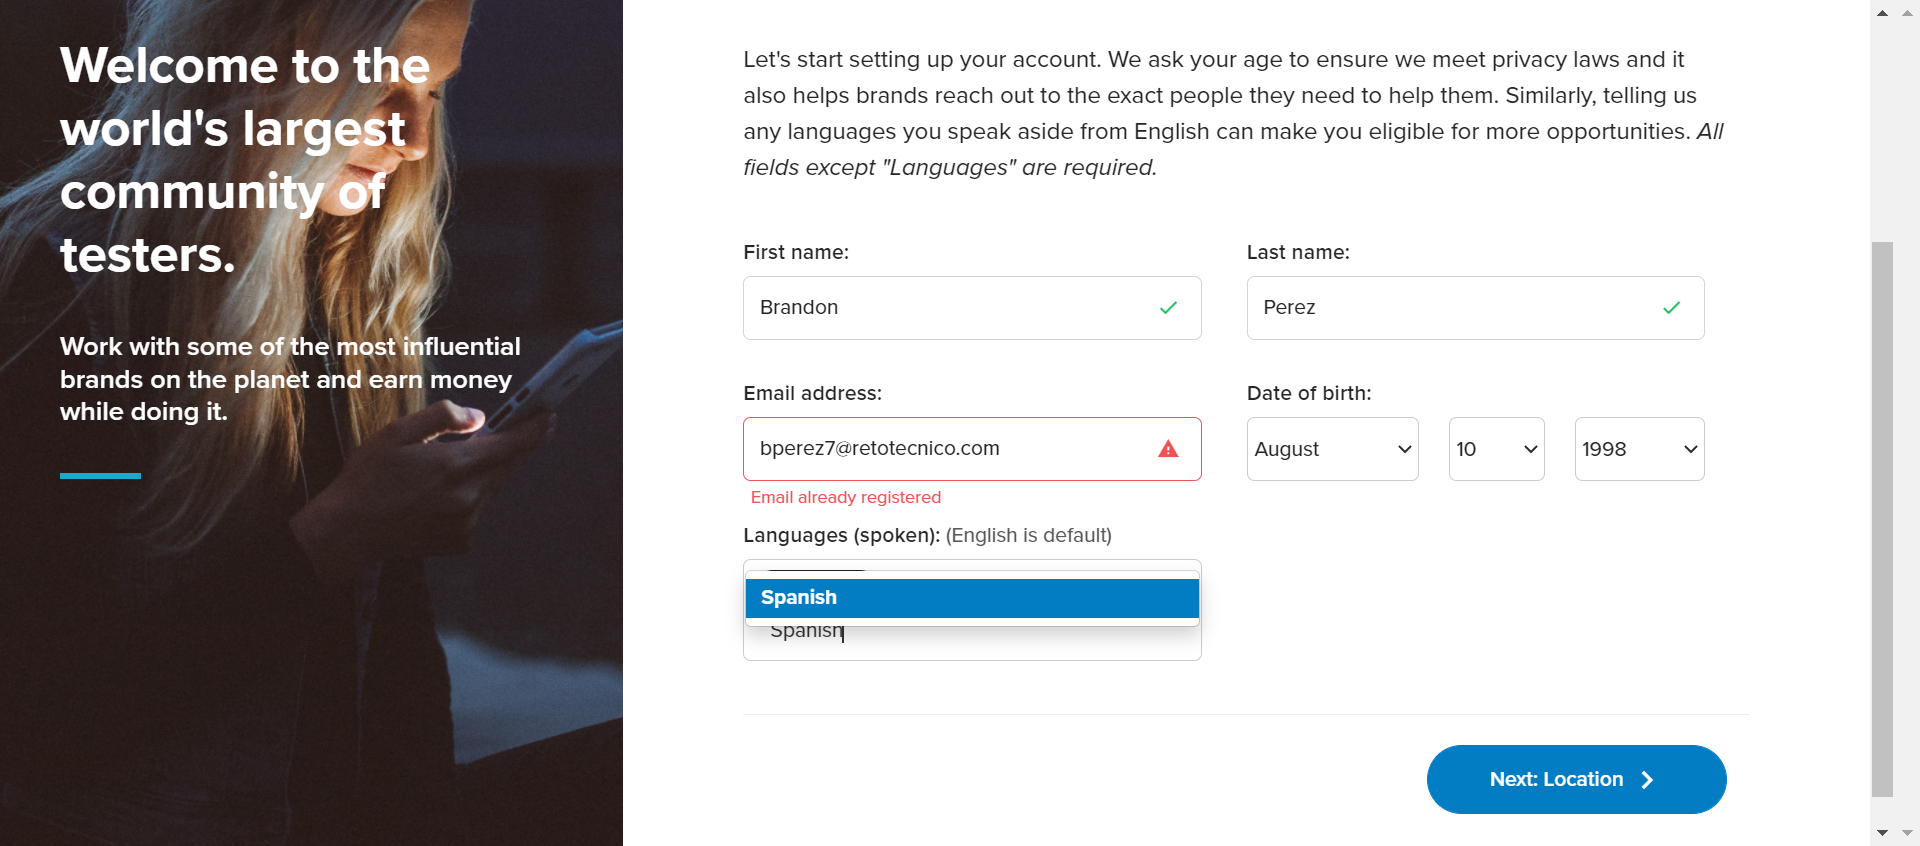 Welcome to the
world's largest
community of
testers.
Work with some of the most influential
brands on the planet and earn money
while doing it.
Let's start setting up your account. We ask your age to ensure we meet privacy laws and it
also helps brands reach out to the exact people they need to help them. Similarly, telling us
any languages you speak aside from English can make you eligible for more opportunities. All
fields except "Languages" are required.
First name:
Last name:
Brandon
Perez
Email address:
Date of birth:
bperez7@retotecnico.com
August
10
1998
Email already registered
Languages (spoken): (English is default)
Spanish
Spanish
Next: Location